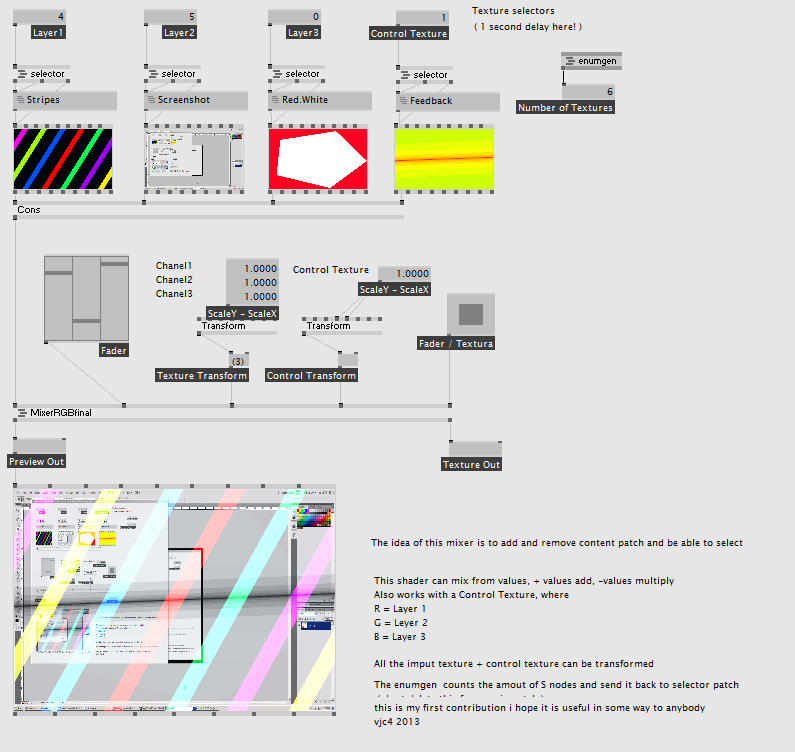 4
5
0
1
Texture selectors
Layer1
Layer2
Layer3
Control Texture
( 1 second delay here! )
enumgen
selector
selector
selector
selector
6
Stripes
Screenshot
Red.White
Feedback
Number of Textures
Cons
Chanel1
1.0000
Control Texture
1.0000
Chanel2
1.0000
Chanel3
1.0000
ScaleY - ScaleX
ScaleY - ScaleX
Transform
Transform
Fader
Fader / Textura
(3)
Texture Transform
Control Transform
MixerRGBfinal
Preview Out
Texture Out
The idea of this mixer is to add and remove content patch and be able to select
This shader can mix from values, + values add, -values multiply
Also works with a Control Texture, where
R = Layer 1
G = Layer 2
B = Layer 3
All the imput texture + control texture can be transformed
The enumgen counts the amout of S nodes and send it back to selector patch
this is my first contribution i hope it is useful in some way to anybody
vjc4 2013